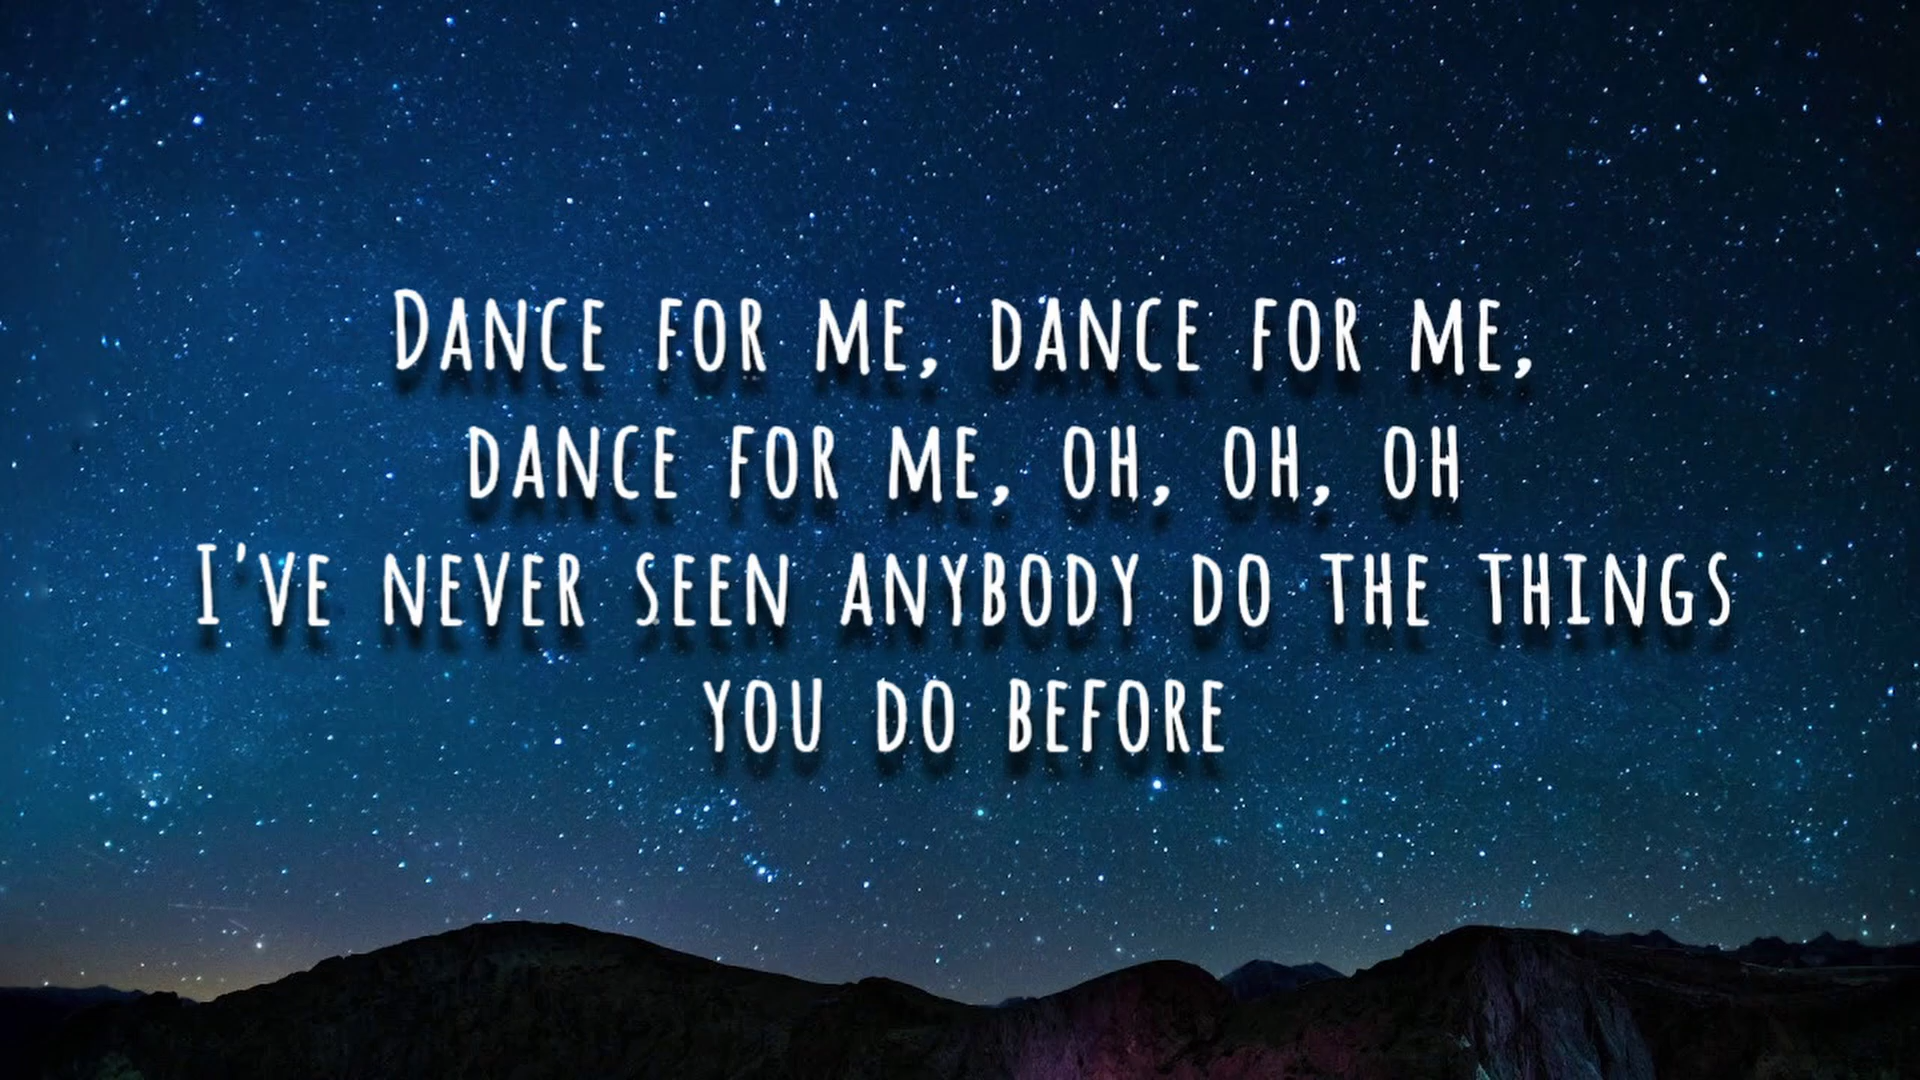 Dance for me, dance for me,
dance for me, oh, oh, oh
I've never seen anybody do the things
you do before